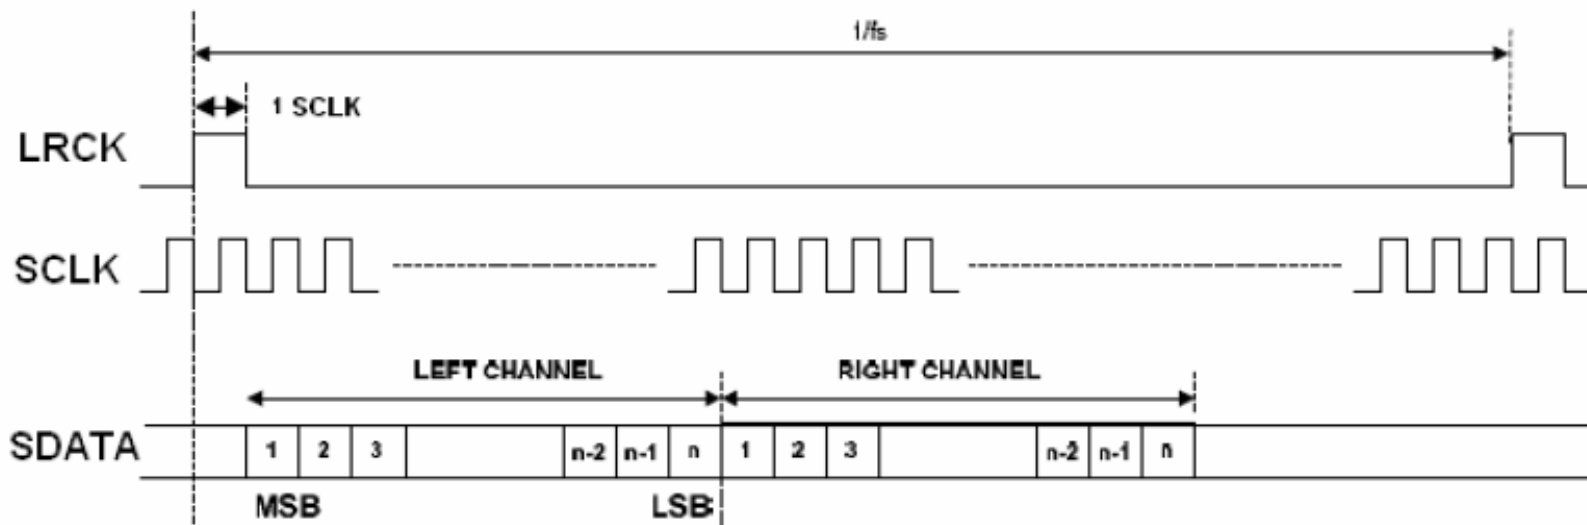 1/fs
1 SCLK
LRCK
SCLK
LEFT CHANNEL RIGHT CHANNEL
SDATA 1 2 3 n-2 n-1 n 1 2 3 n-2 n-1 n
MSB LSB